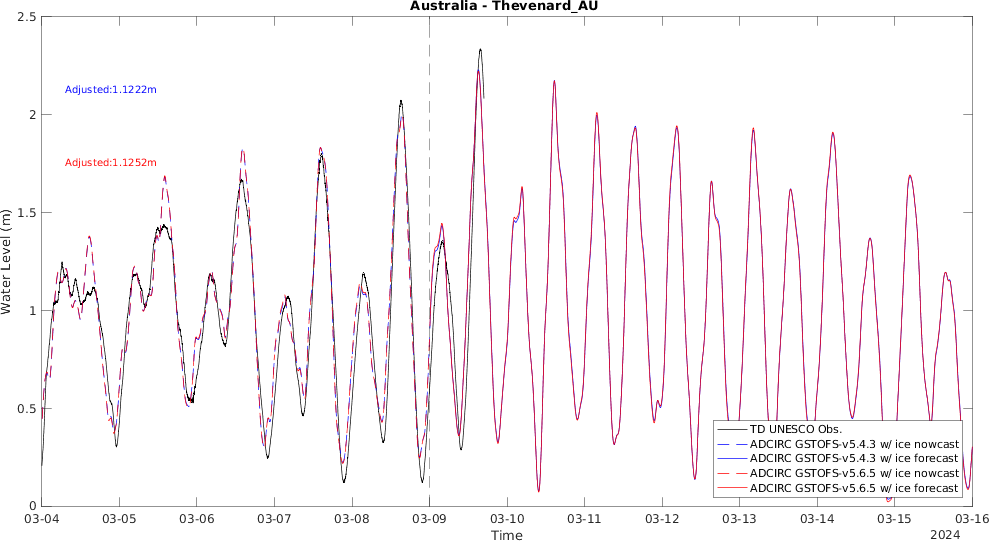 Australia - Thevenard_AU
2.5
Adjusted:1.1222m
2
Adjusted:1.1252m
1.5
Water Level (m)
1
0.5
0
TD UNESCO Obs.
ADCIRC GSTOFS-v5.4.3 w/ ice nowcast
ADCIRC GSTOFS-v5.4.3 w/ ice forecast
ADCIRC GSTOFS-v5.6.5 w/ ice nowcast
ADCIRC GSTOFS-v5.6.5 w/ ice forecast
03-04 03-05 03-06 03-07 03-08 03-09 03-10 03-11 03-12 03-13 03-14 03-15 03-16
Time
2024